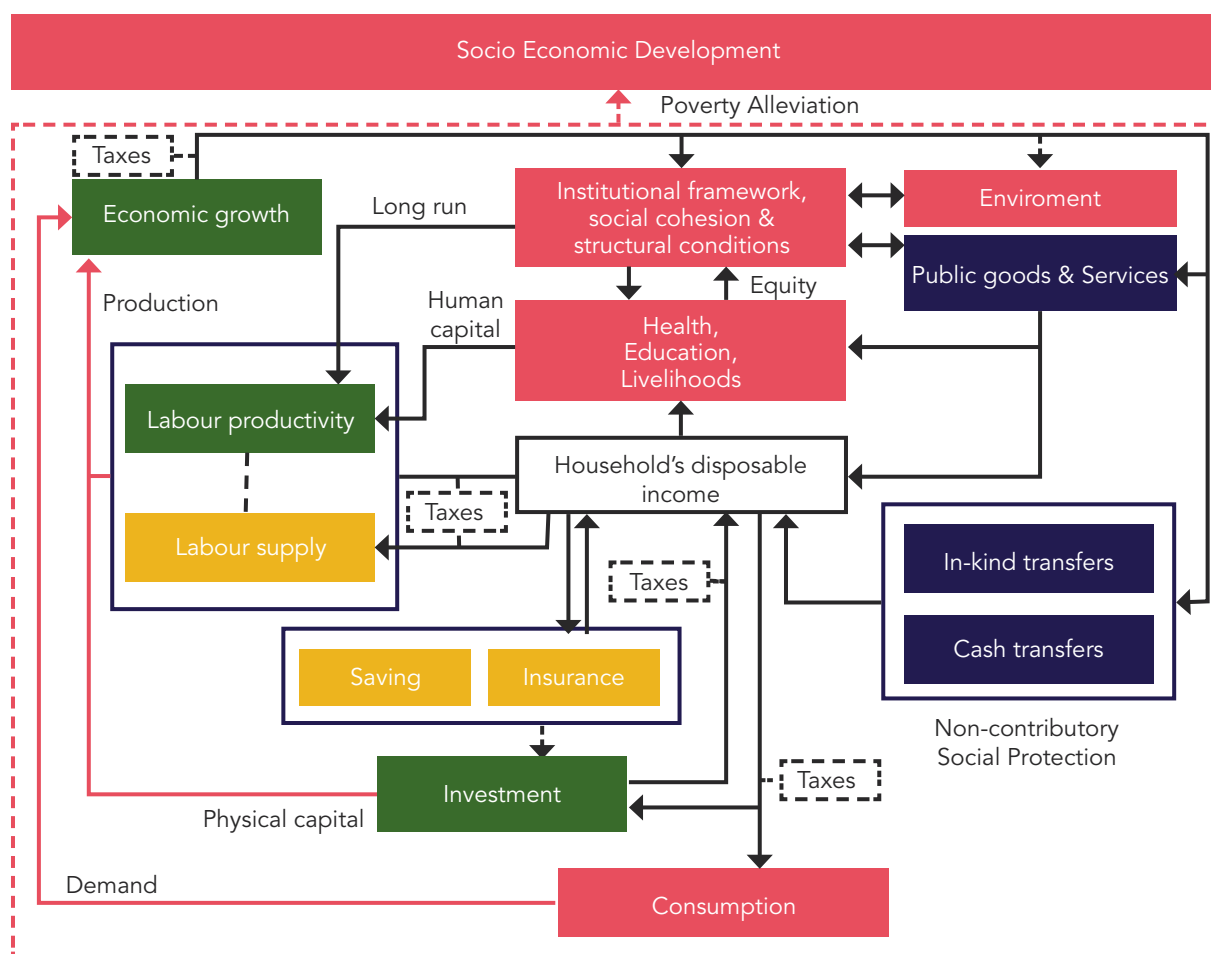 Socio Economic Development
Poverty Alleviation
Taxes
Economic growth
Long run
Institutional framework,
social cohesion &
structural conditions
Enviroment
Public goods & Services
Production
Human
capital
Equity
Health,
Education,
Livelihoods
Labour productivity
Household's disposable
income
Taxes
Labour supply
Taxes
In-kind transfers
Cash transfers
Saving
Insurance
Non-contributory
Social Protection
Investment
Taxes
Physical capital
Demand
Consumption